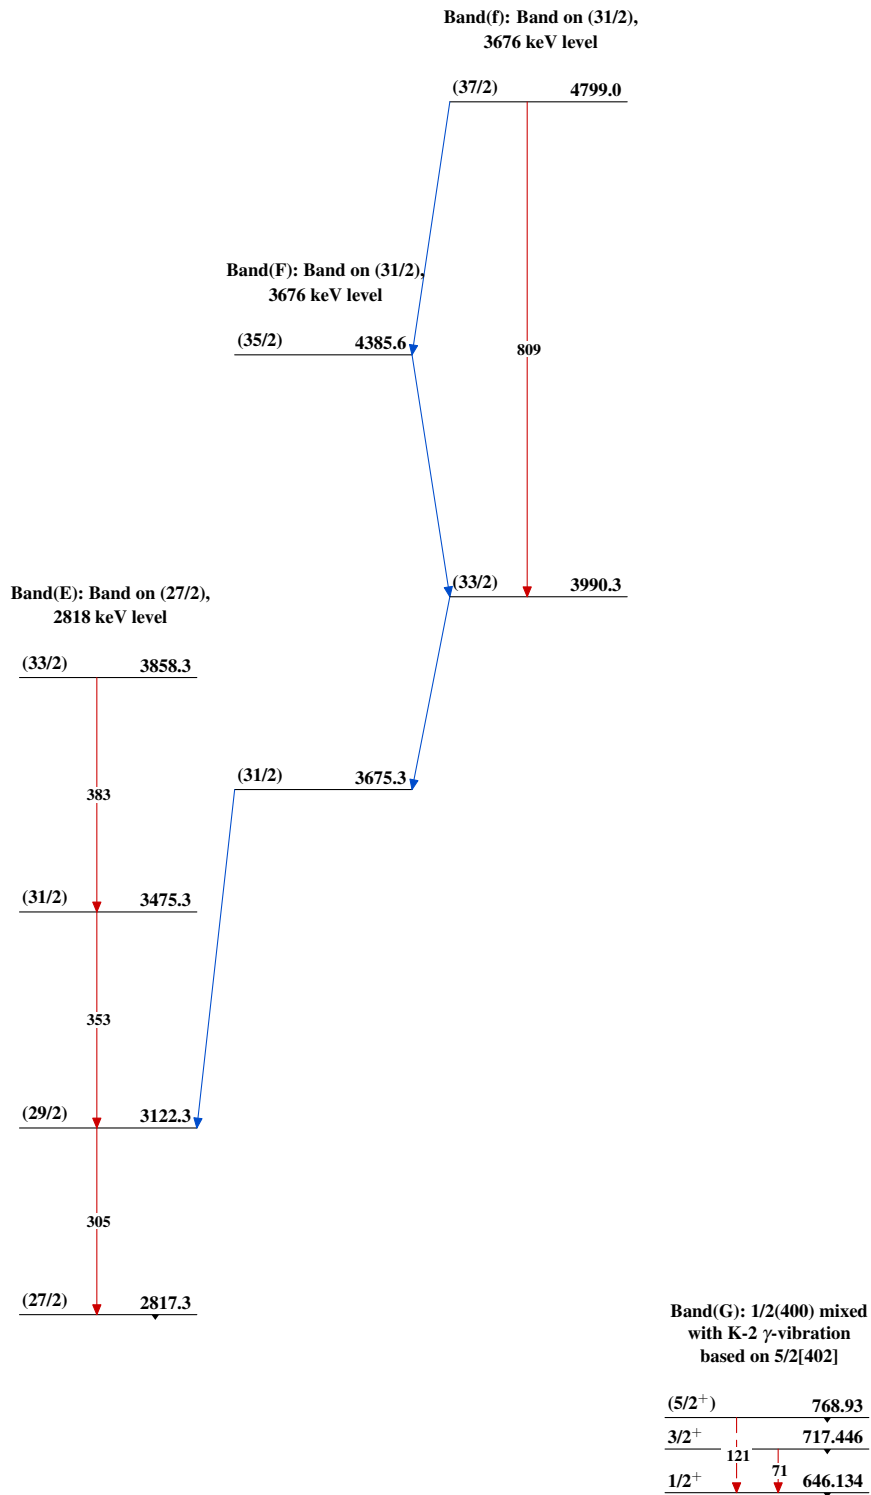 Band(f): Band on (31/2),
3676 keV level
(37/2) 4799.0
Band(F): Band on (31/2),
3676 keV level
(35/2) 4385.6
809
(33/2) 3990.3
Band(E): Band on (27/2),
2818 keV level
(33/2) 3858.3
(31/2) 3675.3
383
(31/2) 3475.3
353
(29/2) 3122.3
305
(27/2) 2817.3
Band(G): 1/2(400) mixed
with K-2 γ-vibration
based on 5/2[402]
(5/2⁺) 768.93
3/2⁺ 717.446
121
71
1/2⁺ 646.134